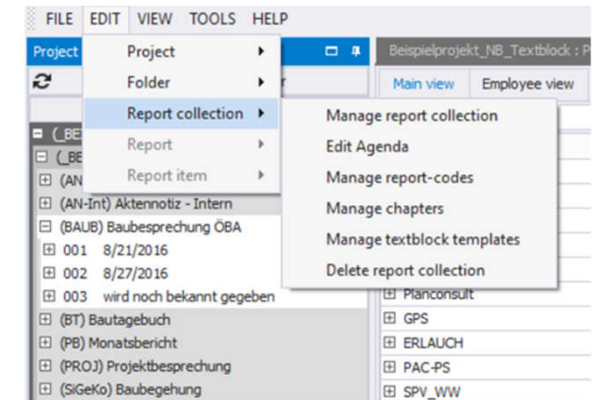 FILE EDIT VIEW TOOLS HELP
Project
Beispielprojekt_NB_Textblock : P
Project
Folder
Report collection
Report
Report item
Main view Employee view
Manage report collection
Edit Agenda
Manage report-codes
Manage chapters
Manage textblock templates
Delete report collection
(_BE
(_BE
(AN
(AN-Int) Aktennotiz - Intern
(BAUB) Baubesprechung ÖBA
001 8/21/2016
002 8/27/2016
003 wird noch bekannt gegeben
(BT) Bautagebuch
(PB) Monatsbericht
(PROJ) Projektbesprechung
(SiGeKo) Baubegehung
Planconsult
GPS
ERLAUCH
PAC-PS
SPV_WW